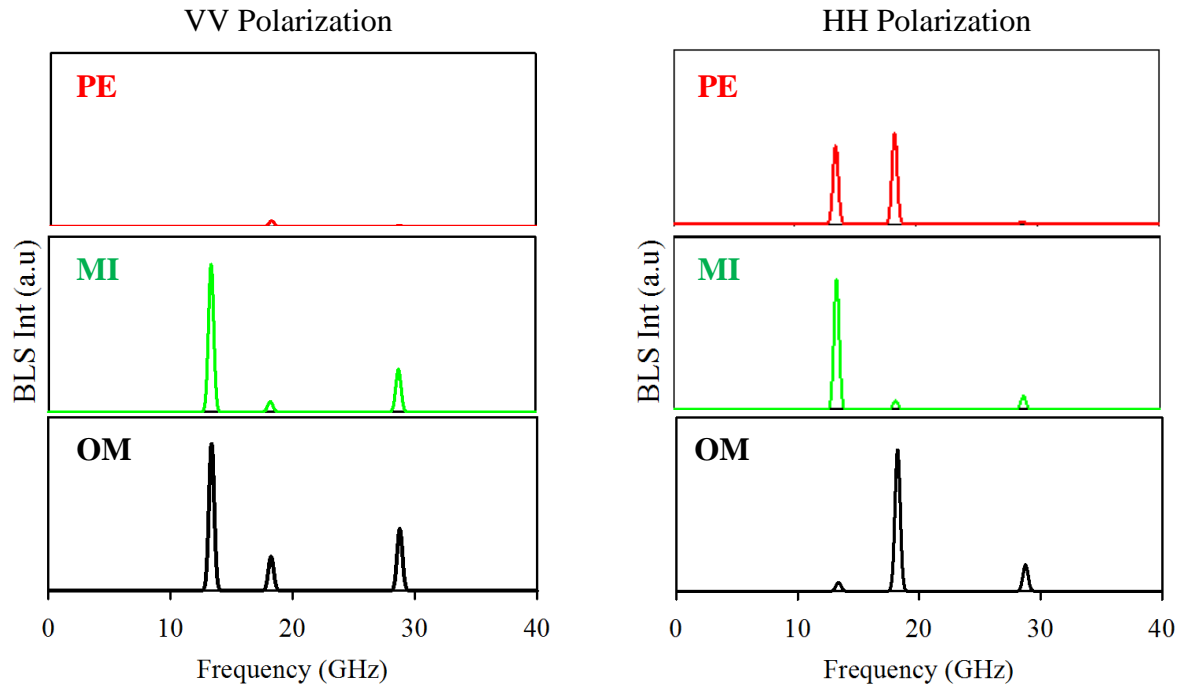 VV Polarization
PE
MI
OM
BLS Int (a.u)
0 10 20 30 40
Frequency (GHz)
HH Polarization
PE
MI
OM
BLS Int (a.u)
0 10 20 30 40
Frequency (GHz)